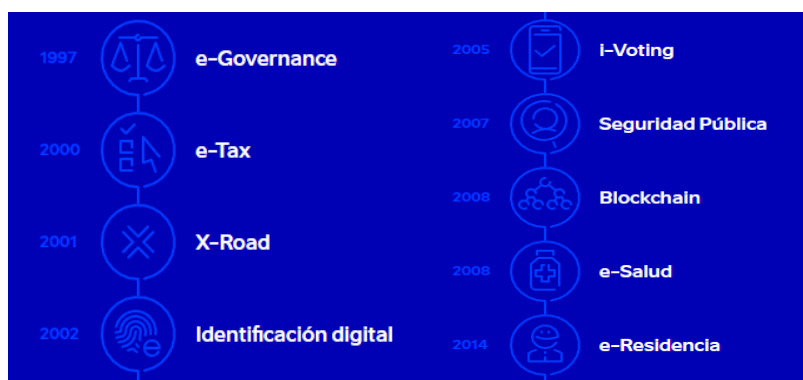 1997 e-Governance
2000 e-Tax
2001 X-Road
2002 Identificación digital
2005 i-Voting
2007 Seguridad Pública
2008 Blockchain
2008 e-Salud
2014 e-Residencia